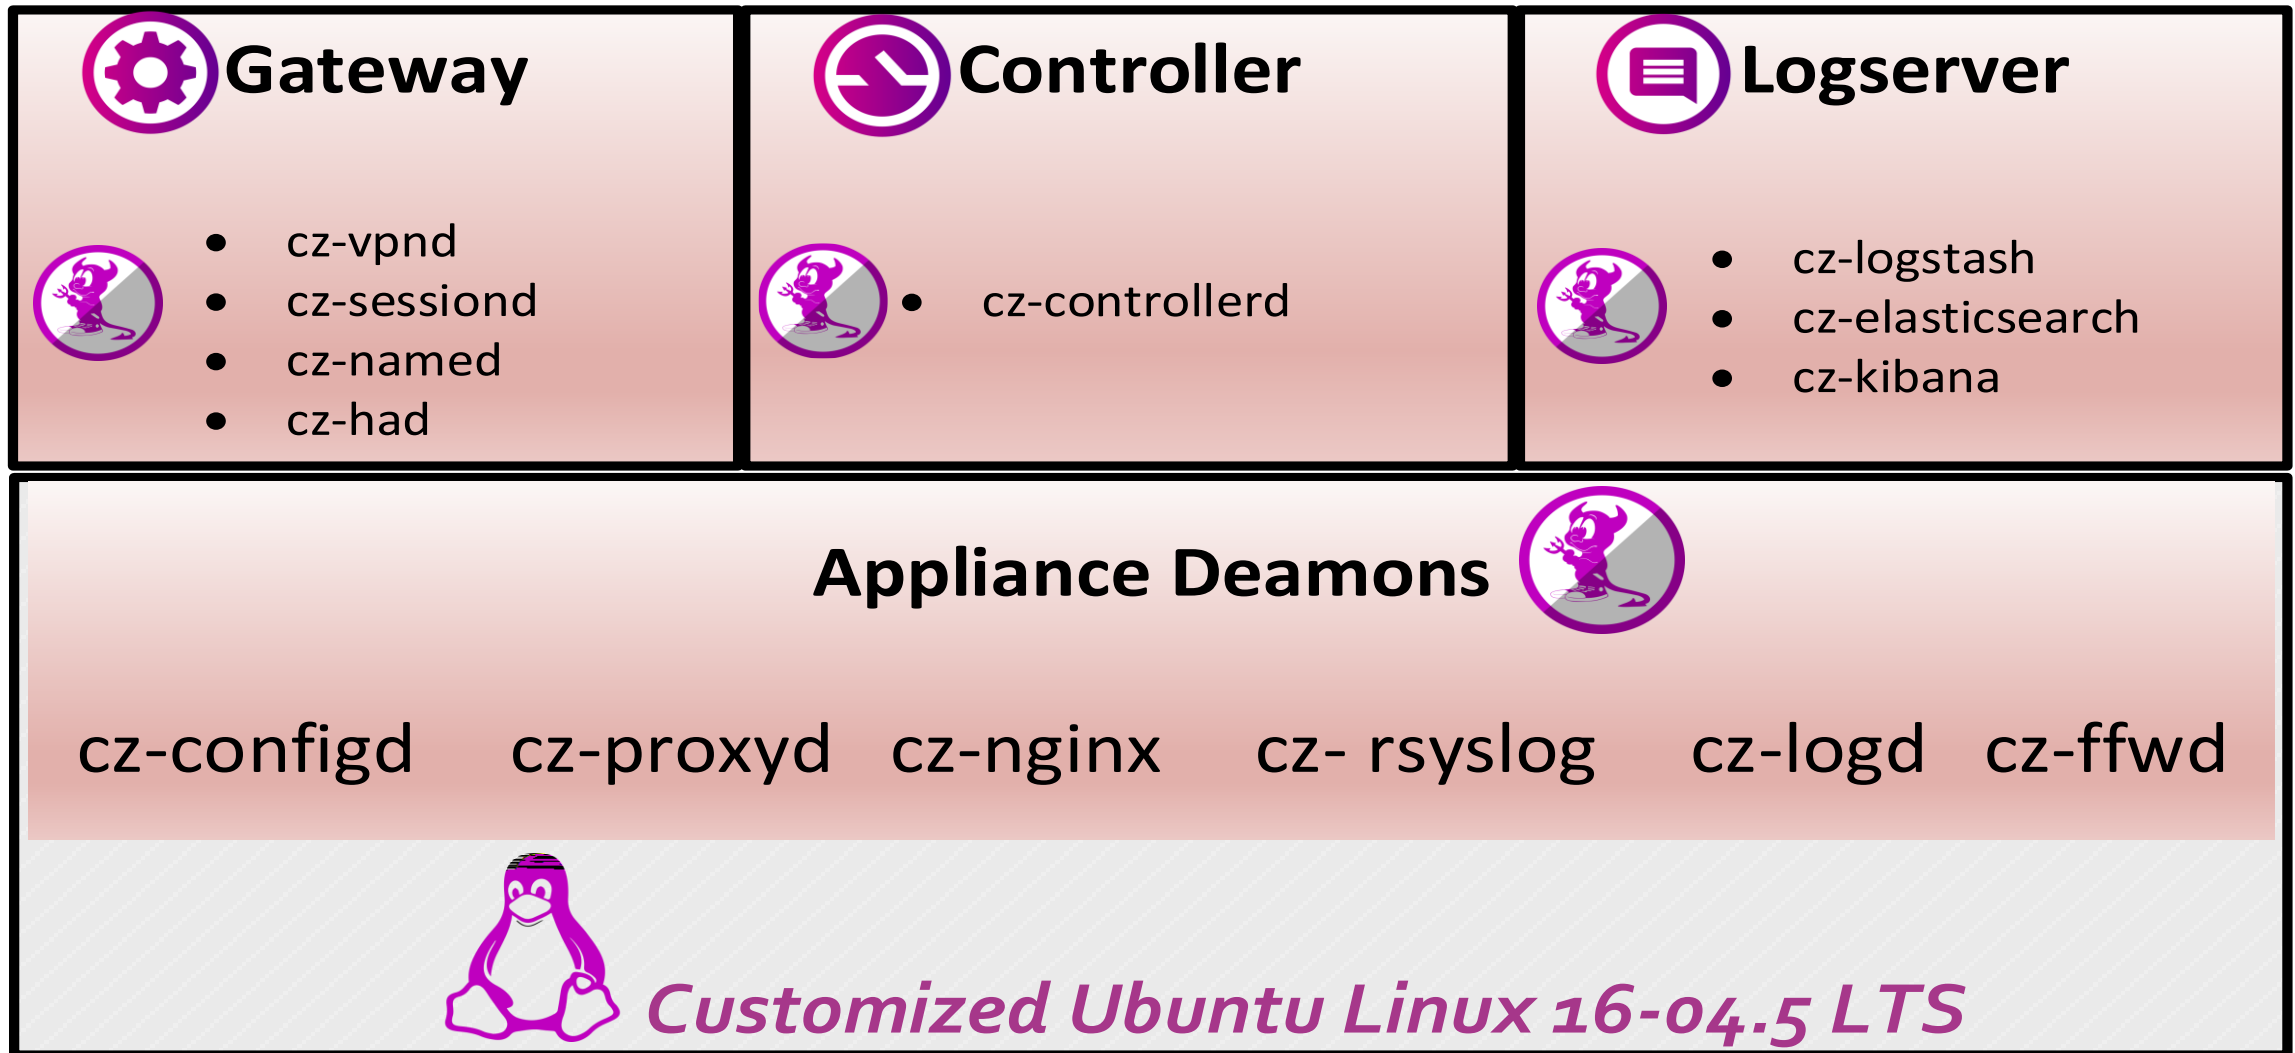 Gateway
• cz-vpnd
• cz-sessiond
• cz-named
• cz-had
Controller
• cz-controllerd
Logserver
• cz-logstash
• cz-elasticsearch
• cz-kibana
Appliance Deamons
cz-configd cz-proxyd cz-nginx cz- rsyslog cz-logd cz-ffwd
Customized Ubuntu Linux 16-04.5 LTS